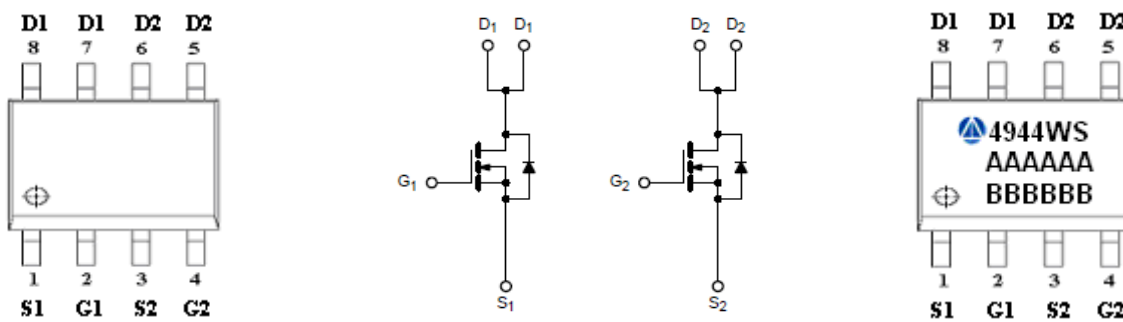 D1 D1 D2 D2
8 7 6 5
1 2 3 4
S1 G1 S2 G2
D1 D1
G1
S1
D2 D2
G2
S2
D1 D1 D2 D2
8 7 6 5
4944WS
AAAAAA
BBBBBB
1 2 3 4
S1 G1 S2 G2